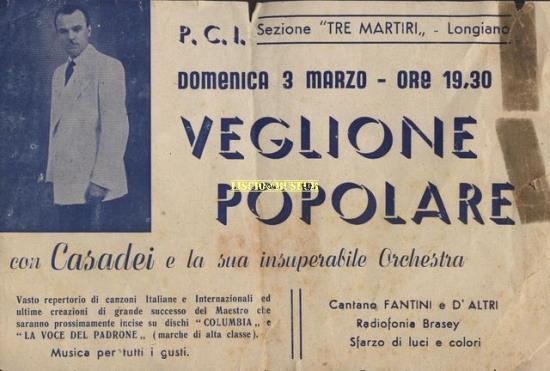 P. C. I. Sezione "TRE MARTIRI„ - Longiano
DOMENICA 3 MARZO - ORE 19,30
VEGLIONE
POPOLARE
con Casadei e la sua insuperabile Orchestra
Vasto repertorio di canzoni Italiane e Internazionali ed
ultime creazioni di grande successo del Maestro che
saranno prossimamente incise su dischi "COLUMBIA„ e
"LA VOCE DEL PADRONE„ (marche di alta classe).
Musica per tutti i gusti.
Cantano FANTINI e D'ALTRI
Radiofonia Brasey
Sfarzo di luci e colori